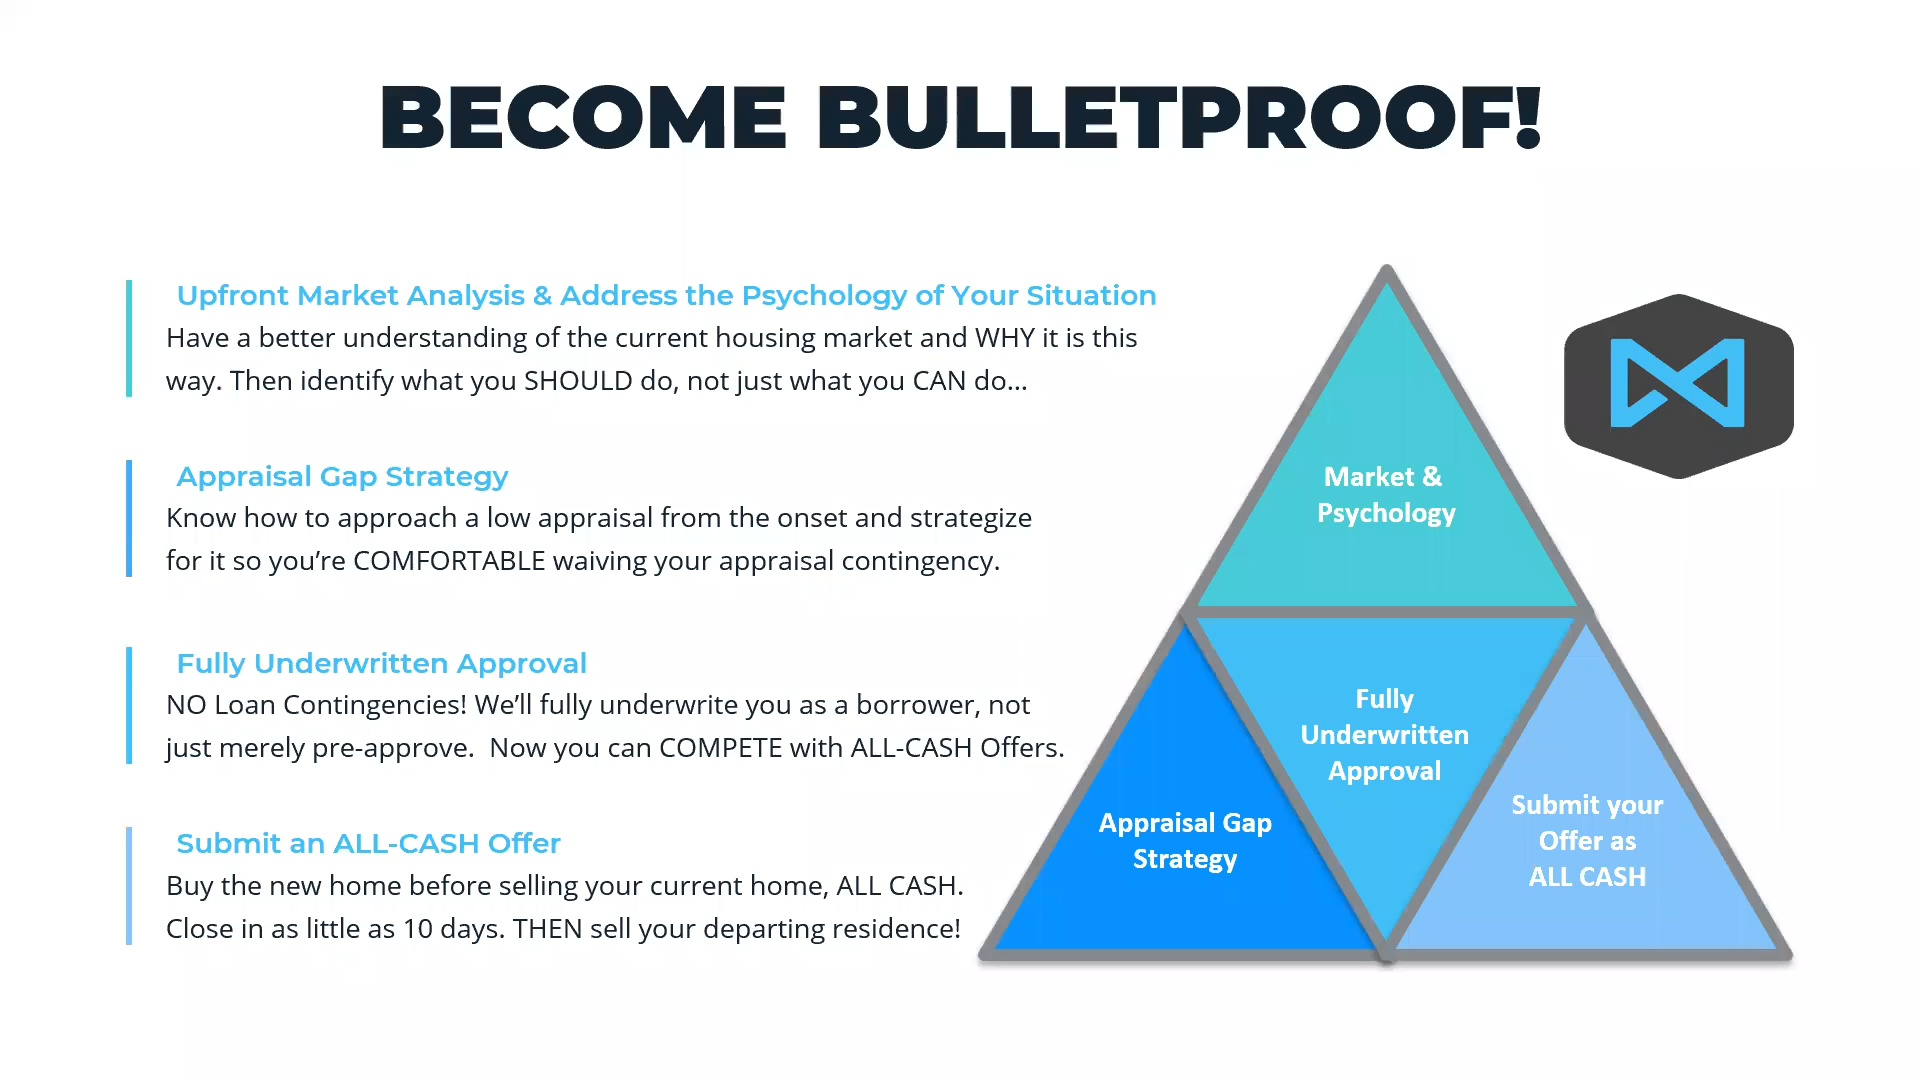 BECOME BULLETPROOF!
Upfront Market Analysis & Address the Psychology of Your Situation
Have a better understanding of the current housing market and WHY it is this
way. Then identify what you SHOULD do, not just what you CAN do...
Appraisal Gap Strategy
Know how to approach a low appraisal from the onset and strategize
for it so you’re COMFORTABLE waiving your appraisal contingency.
Fully Underwritten Approval
NO Loan Contingencies! We’ll fully underwrite you as a borrower, not
just merely pre-approve.  Now you can COMPETE with ALL-CASH Offers.
Submit an ALL-CASH Offer
Buy the new home before selling your current home, ALL CASH.
Close in as little as 10 days. THEN sell your departing residence!
Market &
Psychology
Fully
Underwritten
Approval
Appraisal Gap
Strategy
Submit your
Offer as
ALL CASH